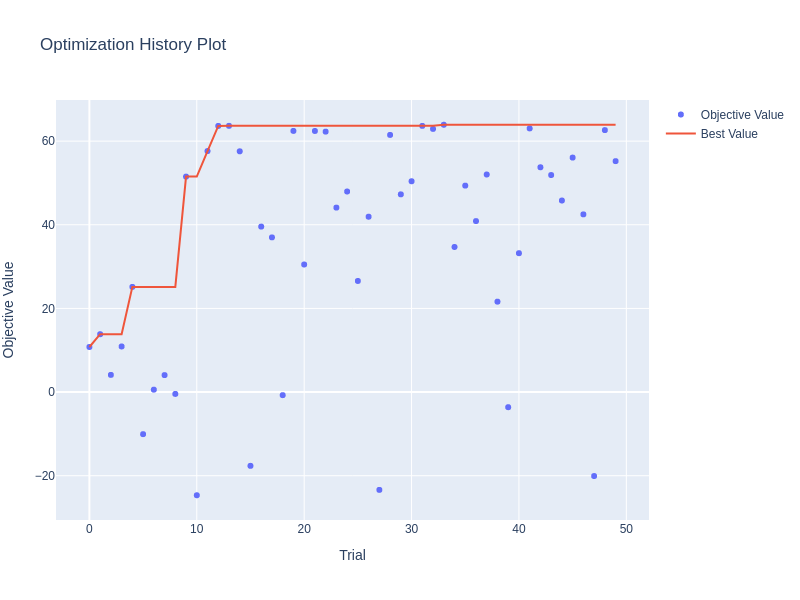 Optimization History Plot
Objective Value
Best Value
60
40
20
0
−20
0 10 20 30 40 50
Trial
Objective Value